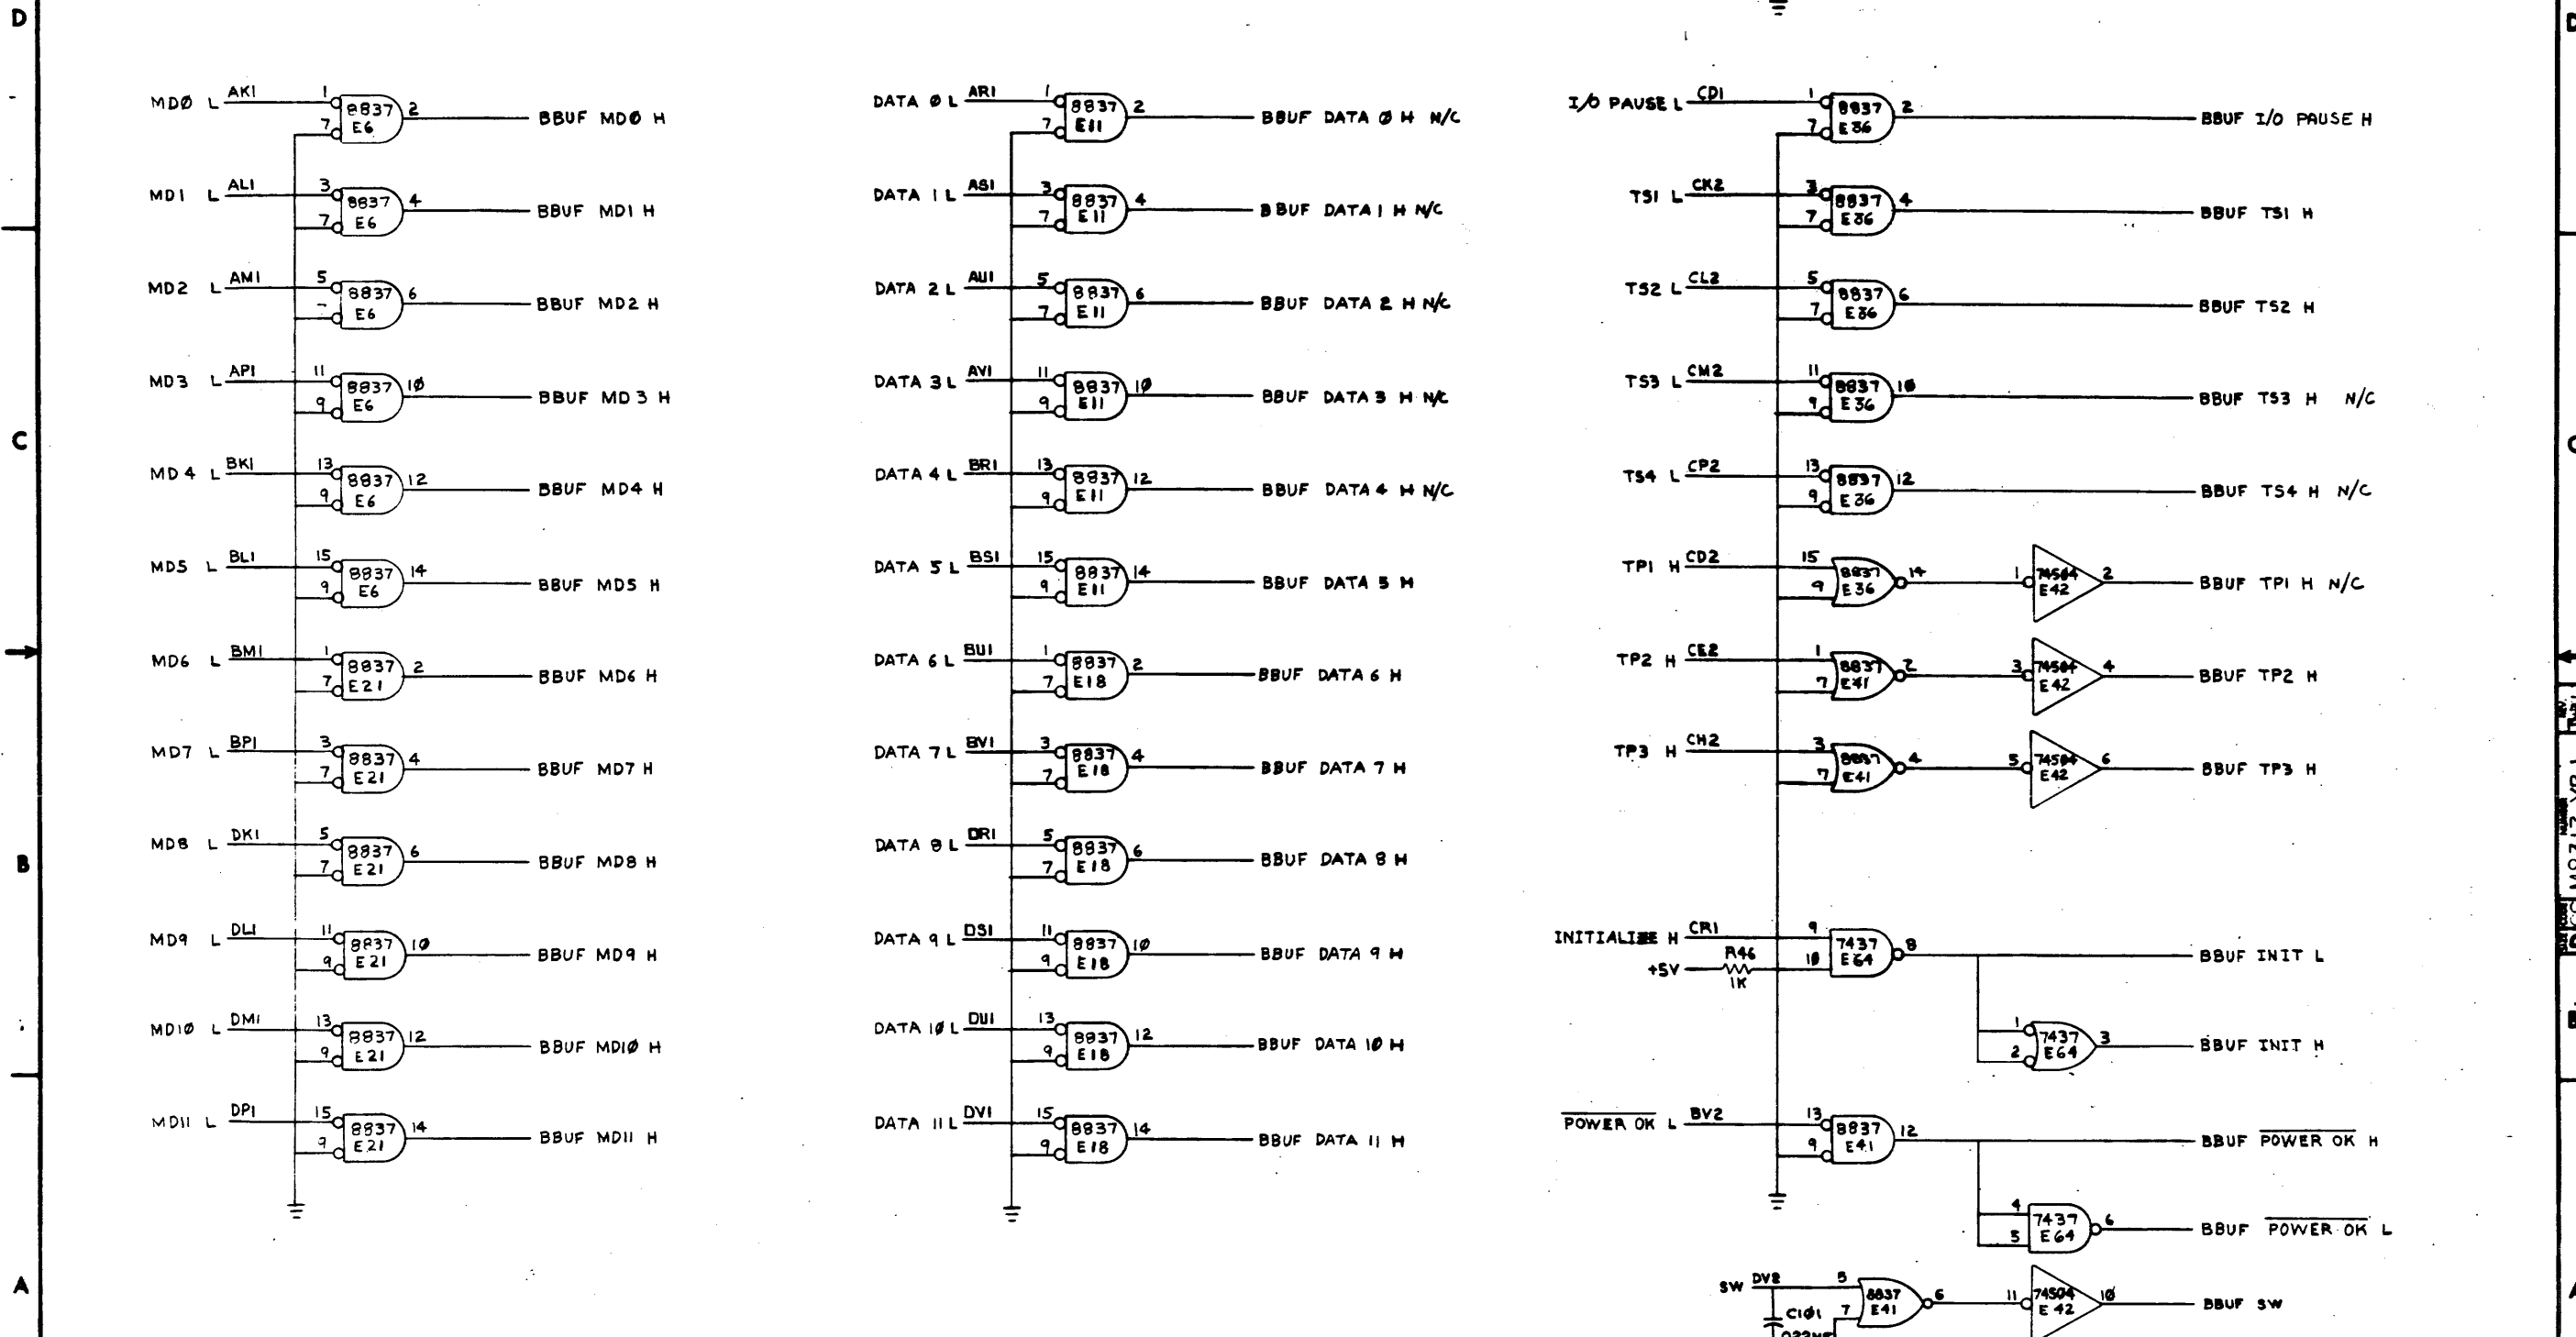 D
D
MDØ L AK1 1 7 8837 E6 2 BBUF MDØ H
MD1 L AL1 3 7 8837 E6 4 BBUF MD1 H
MD2 L AM1 5 8837 E6 6 BBUF MD2 H
MD3 L AP1 11 9 8837 E6 1Ø BBUF MD3 H
MD4 L BK1 13 9 8837 E6 12 BBUF MD4 H
MD5 L BL1 15 9 8837 E6 14 BBUF MD5 H
MD6 L BM1 1 7 8837 E21 2 BBUF MD6 H
MD7 L BP1 3 7 8837 E21 4 BBUF MD7 H
MD8 L DK1 5 7 8837 E21 6 BBUF MD8 H
MD9 L DL1 11 9 8837 E21 1Ø BBUF MD9 H
MD1Ø L DM1 13 9 8837 E21 12 BBUF MD1Ø H
MD11 L DP1 15 9 8837 E21 14 BBUF MD11 H
DATA Ø L AR1 1 7 8837 E11 2 BBUF DATA Ø H N/C
DATA 1 L AS1 3 7 8837 E11 4 BBUF DATA 1 H N/C
DATA 2 L AU1 5 7 8837 E11 6 BBUF DATA 2 H N/C
DATA 3 L AV1 11 9 8837 E11 1Ø BBUF DATA 3 H N/C
DATA 4 L BR1 13 9 8837 E11 12 BBUF DATA 4 H N/C
DATA 5 L BS1 15 9 8837 E11 14 BBUF DATA 5 H
DATA 6 L BU1 1 7 8837 E18 2 BBUF DATA 6 H
DATA 7 L BV1 3 7 8837 E18 4 BBUF DATA 7 H
DATA 8 L DR1 5 7 8837 E18 6 BBUF DATA 8 H
DATA 9 L DS1 11 9 8837 E18 1Ø BBUF DATA 9 H
DATA 1Ø L DU1 13 9 8837 E18 12 BBUF DATA 1Ø H
DATA 11 L DV1 15 9 8837 E18 14 BBUF DATA 11 H
I/O PAUSE L CD1 1 7 8837 E36 2 BBUF I/O PAUSE H
TS1 L CK2 3 7 8837 E36 4 BBUF TS1 H
TS2 L CL2 5 7 8837 E36 6 BBUF TS2 H
TS3 L CM2 11 9 8837 E36 1Ø BBUF TS3 H N/C
TS4 L CP2 13 9 8837 E36 12 BBUF TS4 H N/C
TP1 H CD2 15 9 8837 E36 14 1 74S04 E42 2 BBUF TP1 H N/C
TP2 H CE2 1 7 8837 E41 2 3 74S04 E42 4 BBUF TP2 H
TP3 H CH2 3 7 8837 E41 4 5 74S04 E42 6 BBUF TP3 H
INITIALIZE H CR1 9 7437 E64 8 BBUF INIT L
+5V R46 1K 1Ø
1 2 7437 E64 3 BBUF INIT H
POWER OK L BV2 13 9 8837 E41 12 BBUF POWER OK H
4 5 7437 E64 6 BBUF POWER OK L
SW DV2 5 7 8837 E41 6 11 74S04 E42 1Ø BBUF SW
C1Ø1
C
B
A